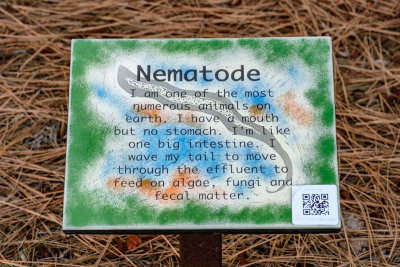 Nematode
I am one of the most
numerous animals on
earth. I have a mouth
but no stomach. I'm like
one big intestine. I
wave my tail to move
through the effluent to
feed on algae, fungi and
fecal matter.